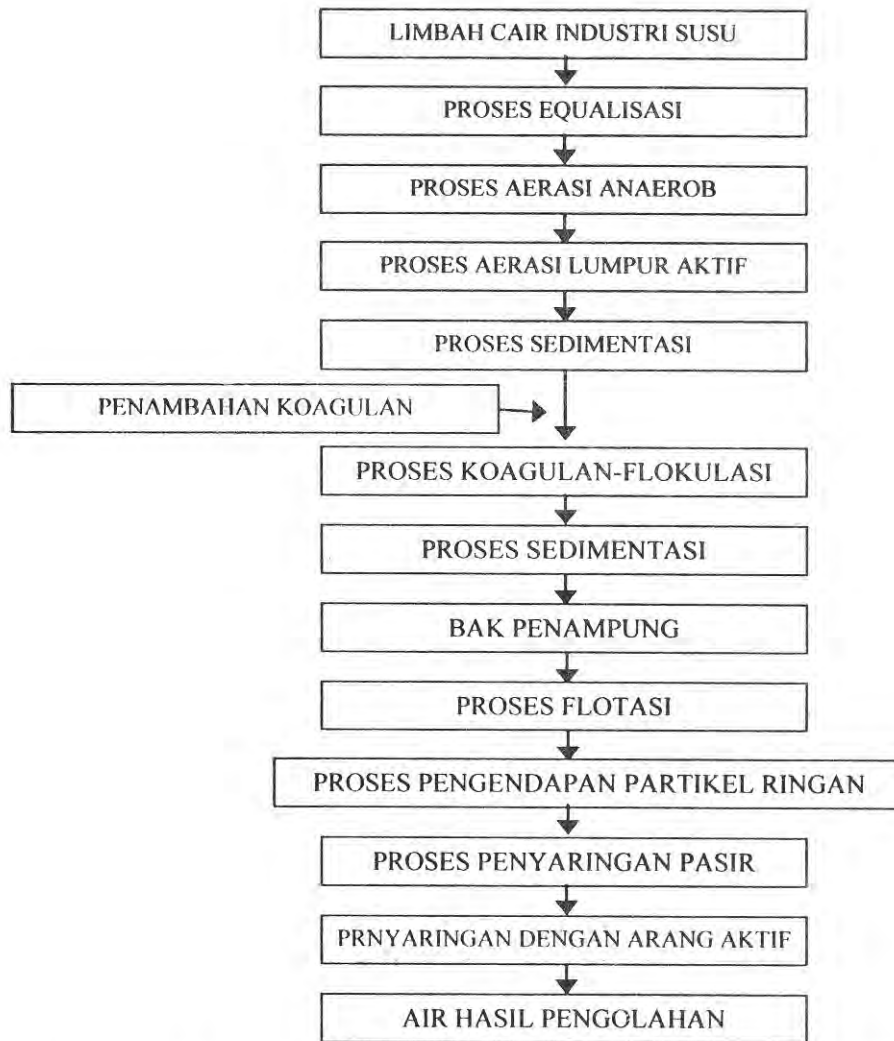 LIMBAH CAIR INDUSTRI SUSU
PROSES EQUALISASI
PROSES AERASI ANAEROB
PROSES AERASI LUMPUR AKTIF
PROSES SEDIMENTASI
PENAMBAHAN KOAGULAN
PROSES KOAGULAN-FLOKULASI
PROSES SEDIMENTASI
BAK PENAMPUNG
PROSES FLOTASI
PROSES PENGENDAPAN PARTIKEL RINGAN
PROSES PENYARINGAN PASIR
PRNYARINGAN DENGAN ARANG AKTIF
AIR HASIL PENGOLAHAN